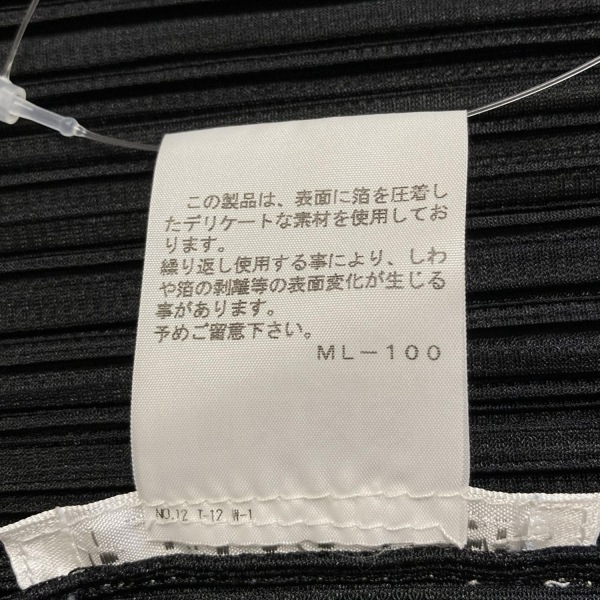 この製品は、表面に箔を圧着し
たデリケートな素材を使用してお
ります。
繰り返し使用する事により、しわ
や箔の剥離等の表面変化が生じる
事があります。
予めご留意下さい。
ML－100
NO.12 T-12 W-1